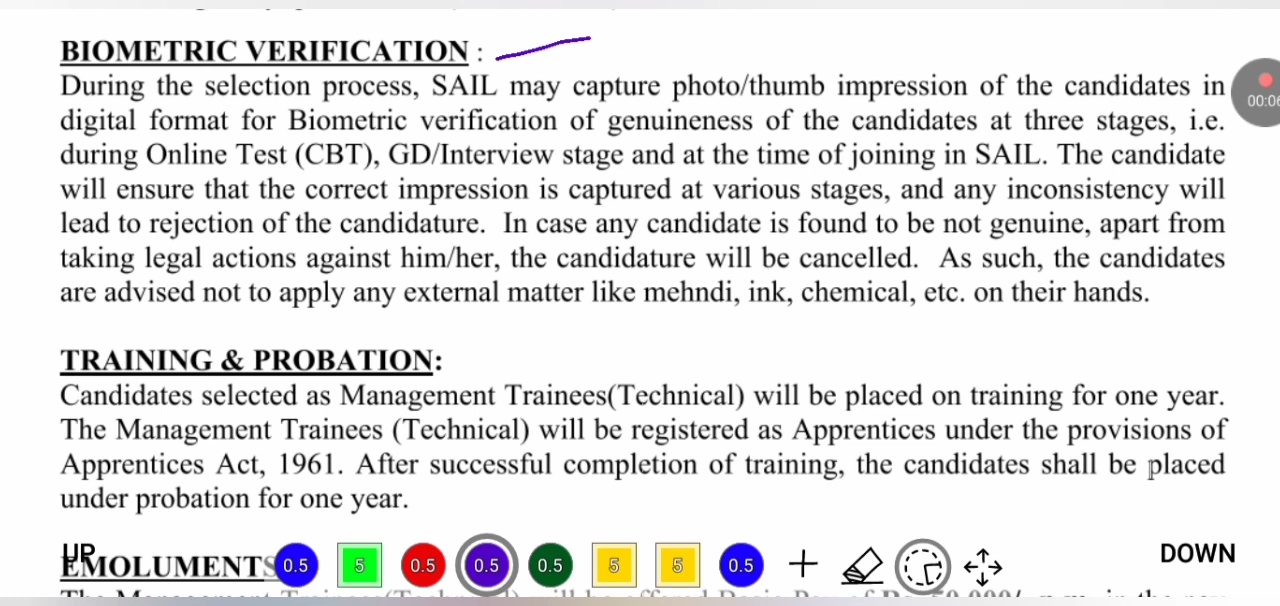 BIOMETRIC VERIFICATION :
During the selection process, SAIL may capture photo/thumb impression of the candidates in
digital format for Biometric verification of genuineness of the candidates at three stages, i.e.
during Online Test (CBT), GD/Interview stage and at the time of joining in SAIL. The candidate
will ensure that the correct impression is captured at various stages, and any inconsistency will
lead to rejection of the candidature. In case any candidate is found to be not genuine, apart from
taking legal actions against him/her, the candidature will be cancelled. As such, the candidates
are advised not to apply any external matter like mehndi, ink, chemical, etc. on their hands.
00:06
TRAINING & PROBATION:
Candidates selected as Management Trainees(Technical) will be placed on training for one year.
The Management Trainees (Technical) will be registered as Apprentices under the provisions of
Apprentices Act, 1961. After successful completion of training, the candidates shall be placed
under probation for one year.
UP 0.5 5 0.5 0.5 0.5 5 5 0.5 DOWN
EMOLUMENTS